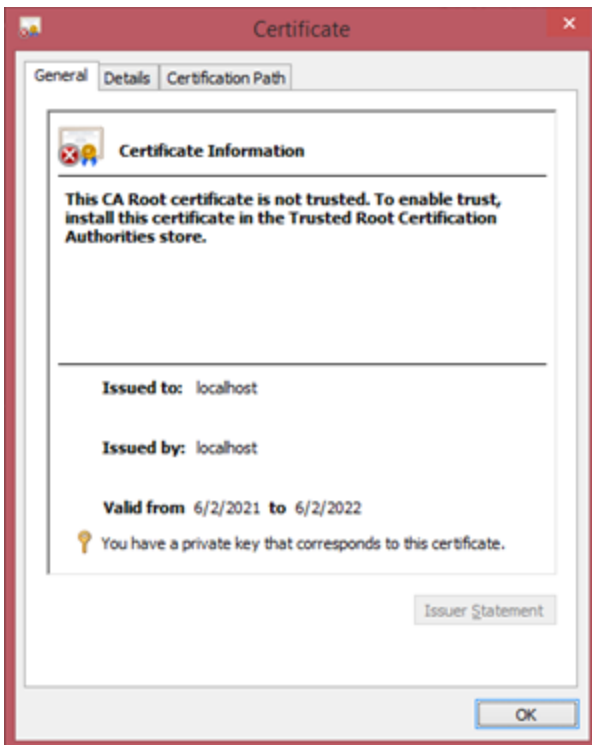 Certificate
General Details Certification Path
Certificate Information
This CA Root certificate is not trusted. To enable trust,
install this certificate in the Trusted Root Certification
Authorities store.
Issued to: localhost
Issued by: localhost
Valid from 6/2/2021 to 6/2/2022
You have a private key that corresponds to this certificate.
Issuer Statement
OK